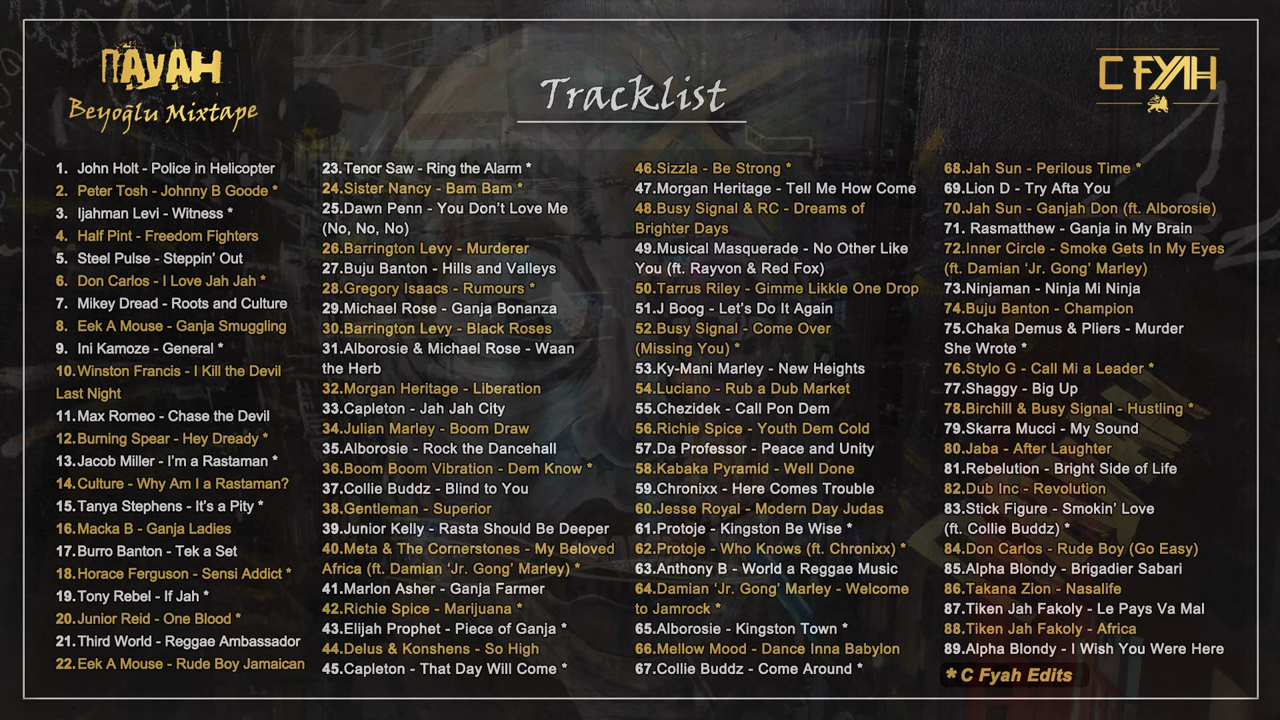 ПAyAH
Beyoğlu Mixtape
Tracklist
C FYAH
1. John Holt - Police in Helicopter
2. Peter Tosh - Johnny B Goode *
3. Ijahman Levi - Witness *
4. Half Pint - Freedom Fighters
5. Steel Pulse - Steppin' Out
6. Don Carlos - I Love Jah Jah *
7. Mikey Dread - Roots and Culture
8. Eek A Mouse - Ganja Smuggling
9. Ini Kamoze - General *
10. Winston Francis - I Kill the Devil
Last Night
11. Max Romeo - Chase the Devil
12. Burning Spear - Hey Dready *
13. Jacob Miller - I'm a Rastaman *
14. Culture - Why Am I a Rastaman?
15. Tanya Stephens - It's a Pity *
16. Macka B - Ganja Ladies
17. Burro Banton - Tek a Set
18. Horace Ferguson - Sensi Addict *
19. Tony Rebel - If Jah *
20. Junior Reid - One Blood *
21. Third World - Reggae Ambassador
22. Eek A Mouse - Rude Boy Jamaican
23. Tenor Saw - Ring the Alarm *
24. Sister Nancy - Bam Bam *
25. Dawn Penn - You Don't Love Me
(No, No, No)
26. Barrington Levy - Murderer
27. Buju Banton - Hills and Valleys
28. Gregory Isaacs - Rumours *
29. Michael Rose - Ganja Bonanza
30. Barrington Levy - Black Roses
31. Alborosie & Michael Rose - Waan
the Herb
32. Morgan Heritage - Liberation
33. Capleton - Jah Jah City
34. Julian Marley - Boom Draw
35. Alborosie - Rock the Dancehall
36. Boom Boom Vibration - Dem Know *
37. Collie Buddz - Blind to You
38. Gentleman - Superior
39. Junior Kelly - Rasta Should Be Deeper
40. Meta & The Cornerstones - My Beloved
Africa (ft. Damian 'Jr. Gong' Marley) *
41. Marlon Asher - Ganja Farmer
42. Richie Spice - Marijuana *
43. Elijah Prophet - Piece of Ganja *
44. Delus & Konshens - So High
45. Capleton - That Day Will Come *
46. Sizzla - Be Strong *
47. Morgan Heritage - Tell Me How Come
48. Busy Signal & RC - Dreams of
Brighter Days
49. Musical Masquerade - No Other Like
You (ft. Rayvon & Red Fox)
50. Tarrus Riley - Gimme Likkle One Drop
51. J Boog - Let's Do It Again
52. Busy Signal - Come Over
(Missing You) *
53. Ky-Mani Marley - New Heights
54. Luciano - Rub a Dub Market
55. Chezidek - Call Pon Dem
56. Richie Spice - Youth Dem Cold
57. Da Professor - Peace and Unity
58. Kabaka Pyramid - Well Done
59. Chronixx - Here Comes Trouble
60. Jesse Royal - Modern Day Judas
61. Protoje - Kingston Be Wise *
62. Protoje - Who Knows (ft. Chronixx) *
63. Anthony B - World a Reggae Music
64. Damian 'Jr. Gong' Marley - Welcome
to Jamrock *
65. Alborosie - Kingston Town *
66. Mellow Mood - Dance Inna Babylon
67. Collie Buddz - Come Around *
68. Jah Sun - Perilous Time *
69. Lion D - Try Afta You
70. Jah Sun - Ganjah Don (ft. Alborosie)
71. Rasmatthew - Ganja in My Brain
72. Inner Circle - Smoke Gets In My Eyes
(ft. Damian 'Jr. Gong' Marley)
73. Ninjaman - Ninja Mi Ninja
74. Buju Banton - Champion
75. Chaka Demus & Pliers - Murder
She Wrote *
76. Stylo G - Call Mi a Leader *
77. Shaggy - Big Up
78. Birchill & Busy Signal - Hustling *
79. Skarra Mucci - My Sound
80. Jaba - After Laughter
81. Rebelution - Bright Side of Life
82. Dub Inc - Revolution
83. Stick Figure - Smokin' Love
(ft. Collie Buddz) *
84. Don Carlos - Rude Boy (Go Easy)
85. Alpha Blondy - Brigadier Sabari
86. Takana Zion - Nasalife
87. Tiken Jah Fakoly - Le Pays Va Mal
88. Tiken Jah Fakoly - Africa
89. Alpha Blondy - I Wish You Were Here
* C Fyah Edits